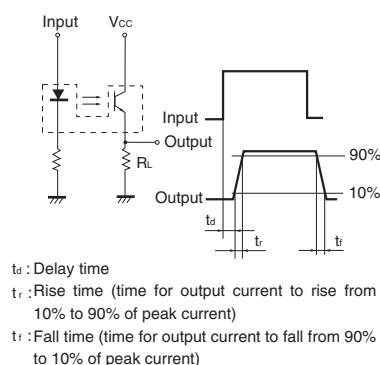 Input
VCC
Output
RL
Input
90%
Output
10%
td
tr
tf
td : Delay time
tr : Rise time (time for output current to rise from
10% to 90% of peak current)
tf : Fall time (time for output current to fall from 90%
to 10% of peak current)